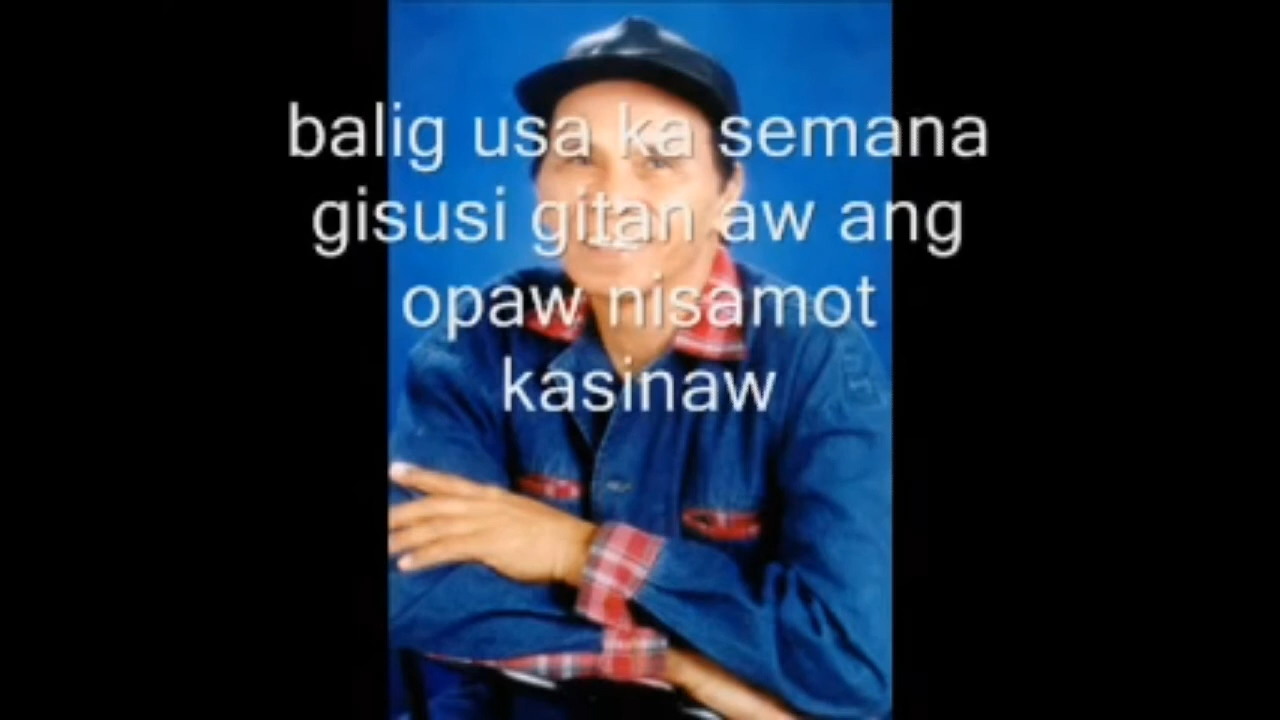 balig usa ka semana
gisusi gitan aw ang
opaw nisamot
kasinaw